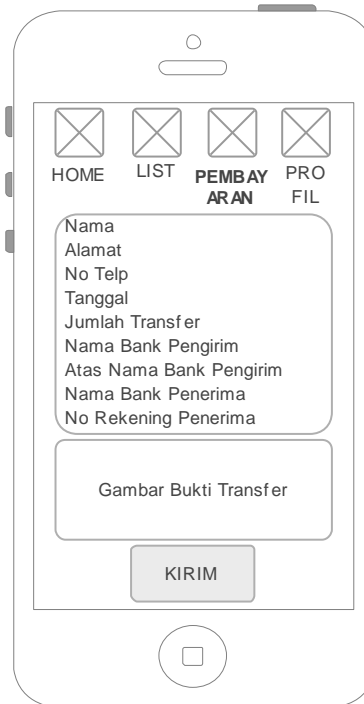 HOME
LIST
PEMBAY
ARAN
PRO
FIL
Nama
Alamat
No Telp
Tanggal
Jumlah Transfer
Nama Bank Pengirim
Atas Nama Bank Pengirim
Nama Bank Penerima
No Rekening Penerima
Gambar Bukti Transfer
KIRIM